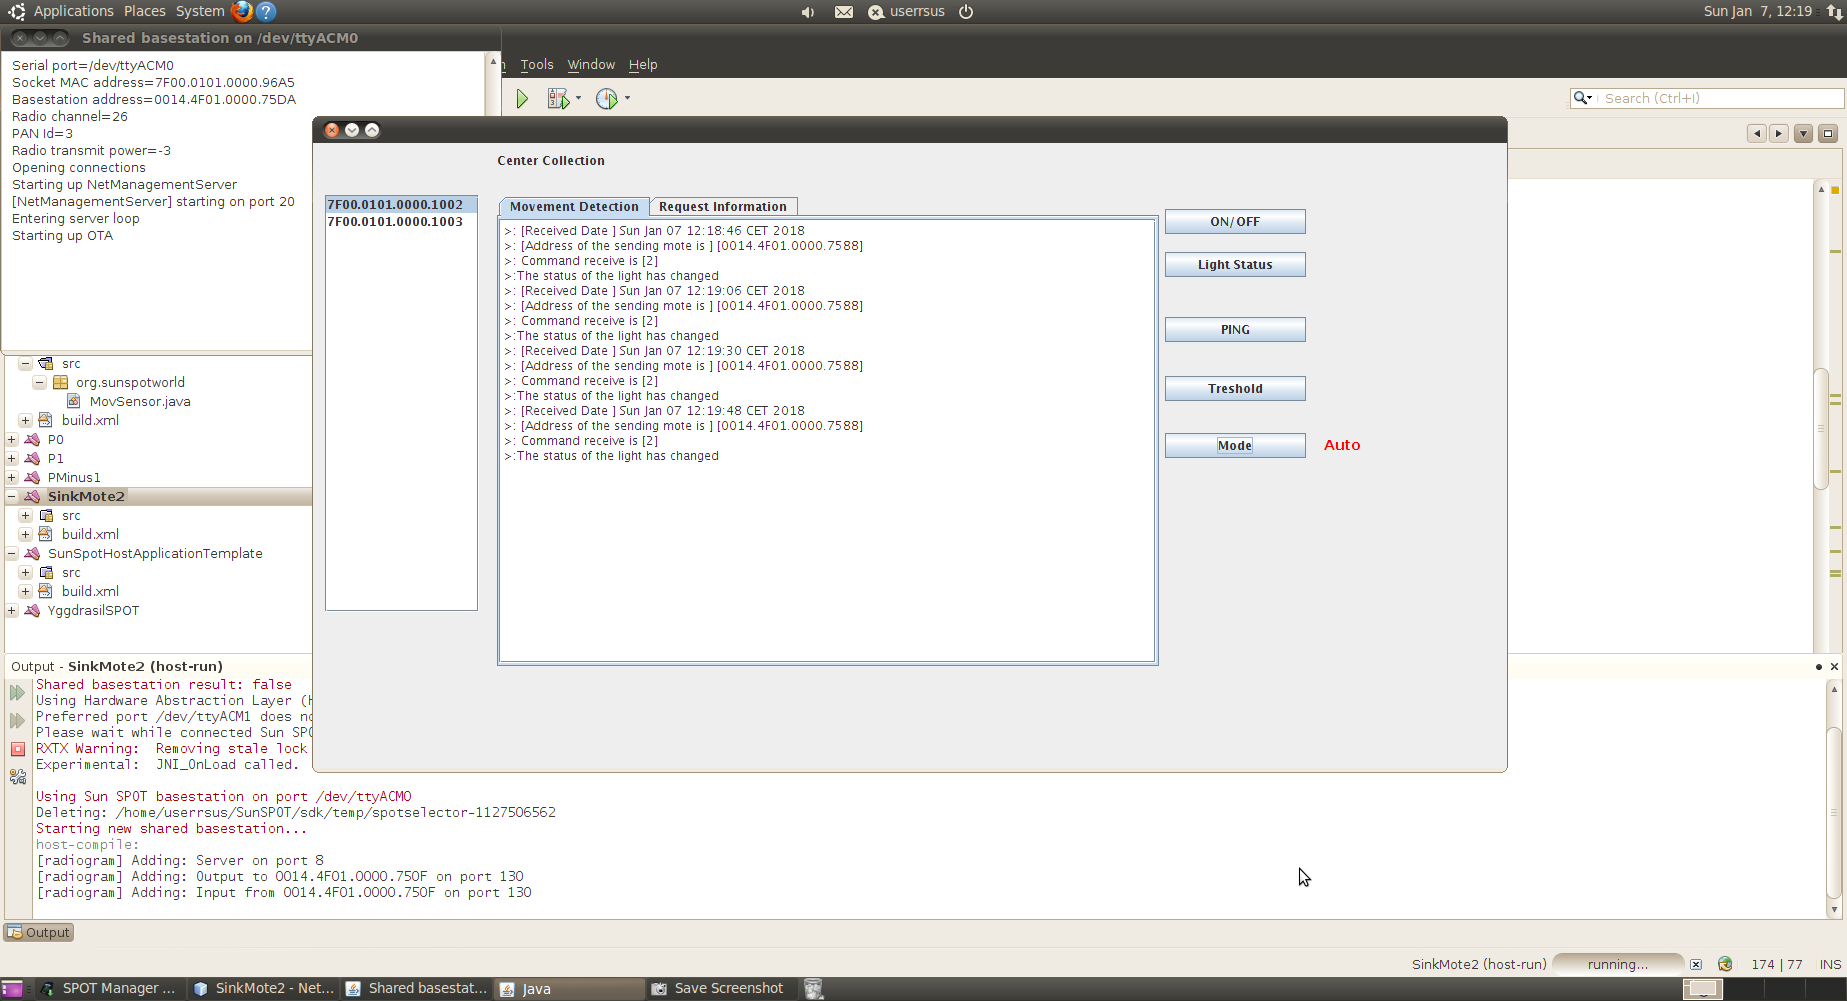 Applications Places System userrsus Sun Jan 7, 12:19
Shared basestation on /dev/ttyACM0
Serial port=/dev/ttyACM0
Socket MAC address=7F00.0101.0000.96A5
Basestation address=0014.4F01.0000.75DA
Radio channel=26
PAN Id=3
Radio transmit power=-3
Opening connections
Starting up NetManagementServer
[NetManagementServer] starting on port 20
Entering server loop
Starting up OTA
Tools Window Help
Search (Ctrl+I)
Center Collection
7F00.0101.0000.1002
7F00.0101.0000.1003
Movement Detection Request Information
>: [Received Date ] Sun Jan 07 12:18:46 CET 2018
>: [Address of the sending mote is ] [0014.4F01.0000.7588]
>: Command receive is [2]
>:The status of the light has changed
>: [Received Date ] Sun Jan 07 12:19:06 CET 2018
>: [Address of the sending mote is ] [0014.4F01.0000.7588]
>: Command receive is [2]
>:The status of the light has changed
>: [Received Date ] Sun Jan 07 12:19:30 CET 2018
>: [Address of the sending mote is ] [0014.4F01.0000.7588]
>: Command receive is [2]
>:The status of the light has changed
>: [Received Date ] Sun Jan 07 12:19:48 CET 2018
>: [Address of the sending mote is ] [0014.4F01.0000.7588]
>: Command receive is [2]
>:The status of the light has changed
ON/OFF
Light Status
PING
Treshold
Mode Auto
src
org.sunspotworld
MovSensor.java
build.xml
P0
P1
PMinus1
SinkMote2
src
build.xml
SunSpotHostApplicationTemplate
src
build.xml
YggdrasilSPOT
Output - SinkMote2 (host-run)
Shared basestation result: false
Using Hardware Abstraction Layer (
Preferred port /dev/ttyACM1 does no
Please wait while connected Sun SPO
RXTX Warning:  Removing stale lock
Experimental:  JNI_OnLoad called.
Using Sun SPOT basestation on port /dev/ttyACM0
Deleting: /home/userrsus/SunSPOT/sdk/temp/spotselector-1127506562
Starting new shared basestation...
host-compile:
[radiogram] Adding: Server on port 8
[radiogram] Adding: Output to 0014.4F01.0000.750F on port 130
[radiogram] Adding: Input from 0014.4F01.0000.750F on port 130
Output
SinkMote2 (host-run) running... 174 | 77 INS
SPOT Manager ... SinkMote2 - Net... Shared basestat... Java Save Screenshot